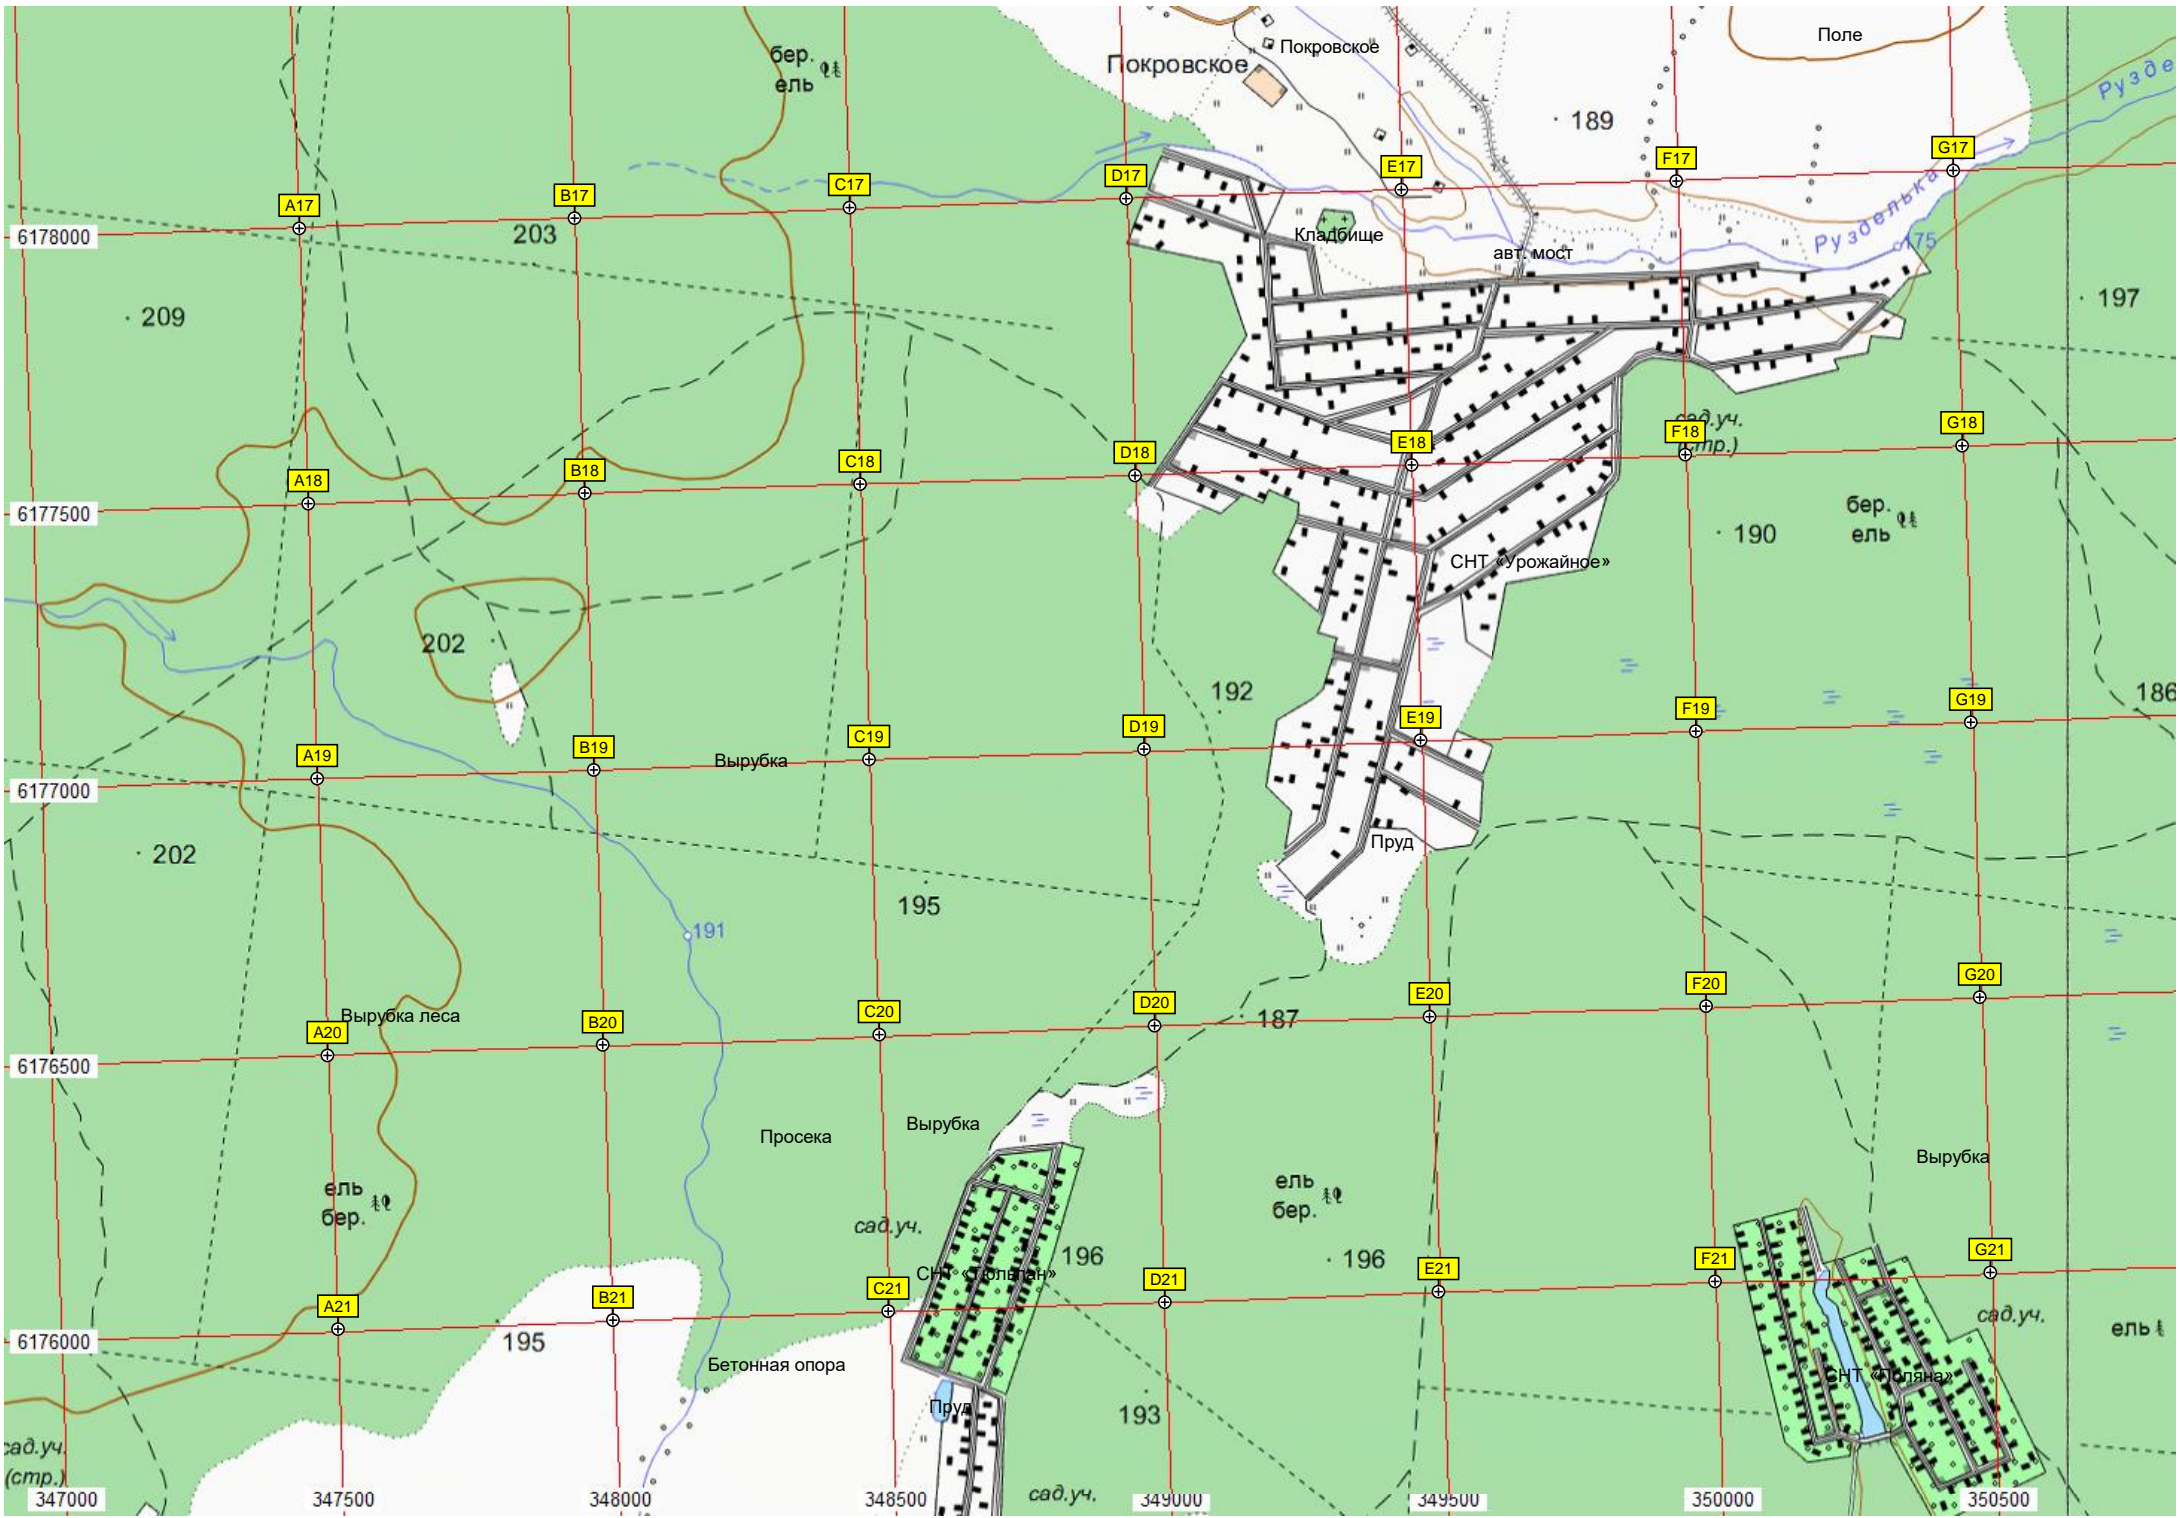 Поле
Покровское
бер.
ель
Покровское
Рузде
189
G17
F17
E17
D17
C17
B17
A17
Рузделька
203
Кладбище
6178000
175
авт. мост
197
209
сад.уч.
(стр.)
G18
F18
E18
D18
C18
B18
A18
6177500
бер.
ель
190
СНТ «Урожайное»
202
192
186
G19
F19
E19
D19
C19
B19
A19
Вырубка
6177000
Пруд
202
195
191
G20
F20
E20
D20
C20
B20
A20
Вырубка леса
187
6176500
Вырубка
Просека
Вырубка
ель
бер.
ель
бер.
сад.уч.
196
196
СНТ «Тюльпан»
G21
F21
E21
D21
C21
B21
A21
сад.уч.
ель
6176000
195
Бетонная опора
СНТ «Поляна»
Пруд
193
сад.уч.
(стр.)
сад.уч.
347000
347500
348000
348500
349000
349500
350000
350500